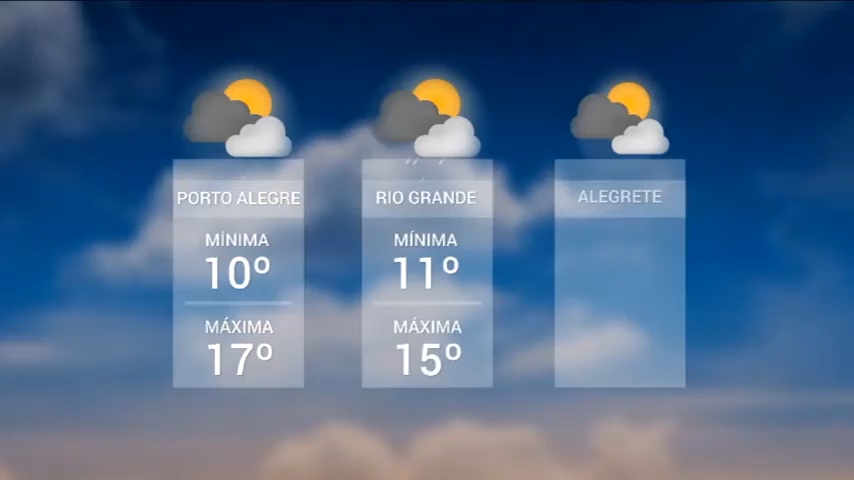 PORTO ALEGRE
MÍNIMA
10º
MÁXIMA
17º
RIO GRANDE
MÍNIMA
11º
MÁXIMA
15º
ALEGRETE